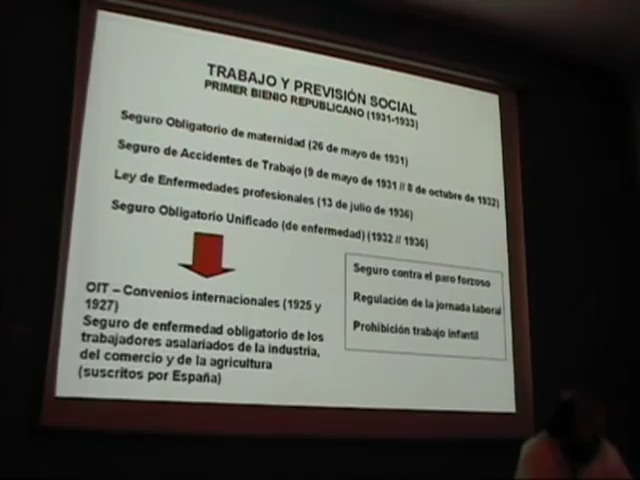 TRABAJO Y PREVISIÓN SOCIAL
PRIMER BIENIO REPUBLICANO (1931-1933)
Seguro Obligatorio de maternidad (26 de mayo de 1931)
Seguro de Accidentes de Trabajo (9 de mayo de 1931 // 8 de octubre de 1932)
Ley de Enfermedades profesionales (13 de julio de 1936)
Seguro Obligatorio Unificado (de enfermedad) (1932 // 1936)
Seguro contra el paro forzoso
Regulación de la jornada laboral
Prohibición trabajo infantil
OIT – Convenios internacionales (1925 y
1927)
Seguro de enfermedad obligatorio de los
trabajadores asalariados de la industria,
del comercio y de la agricultura
(suscritos por España)